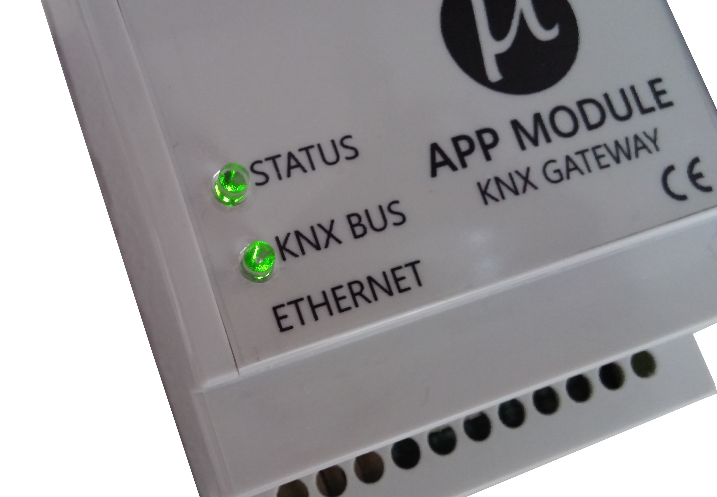 μ
APP MODULE
KNX GATEWAY
CE
STATUS
KNX BUS
ETHERNET